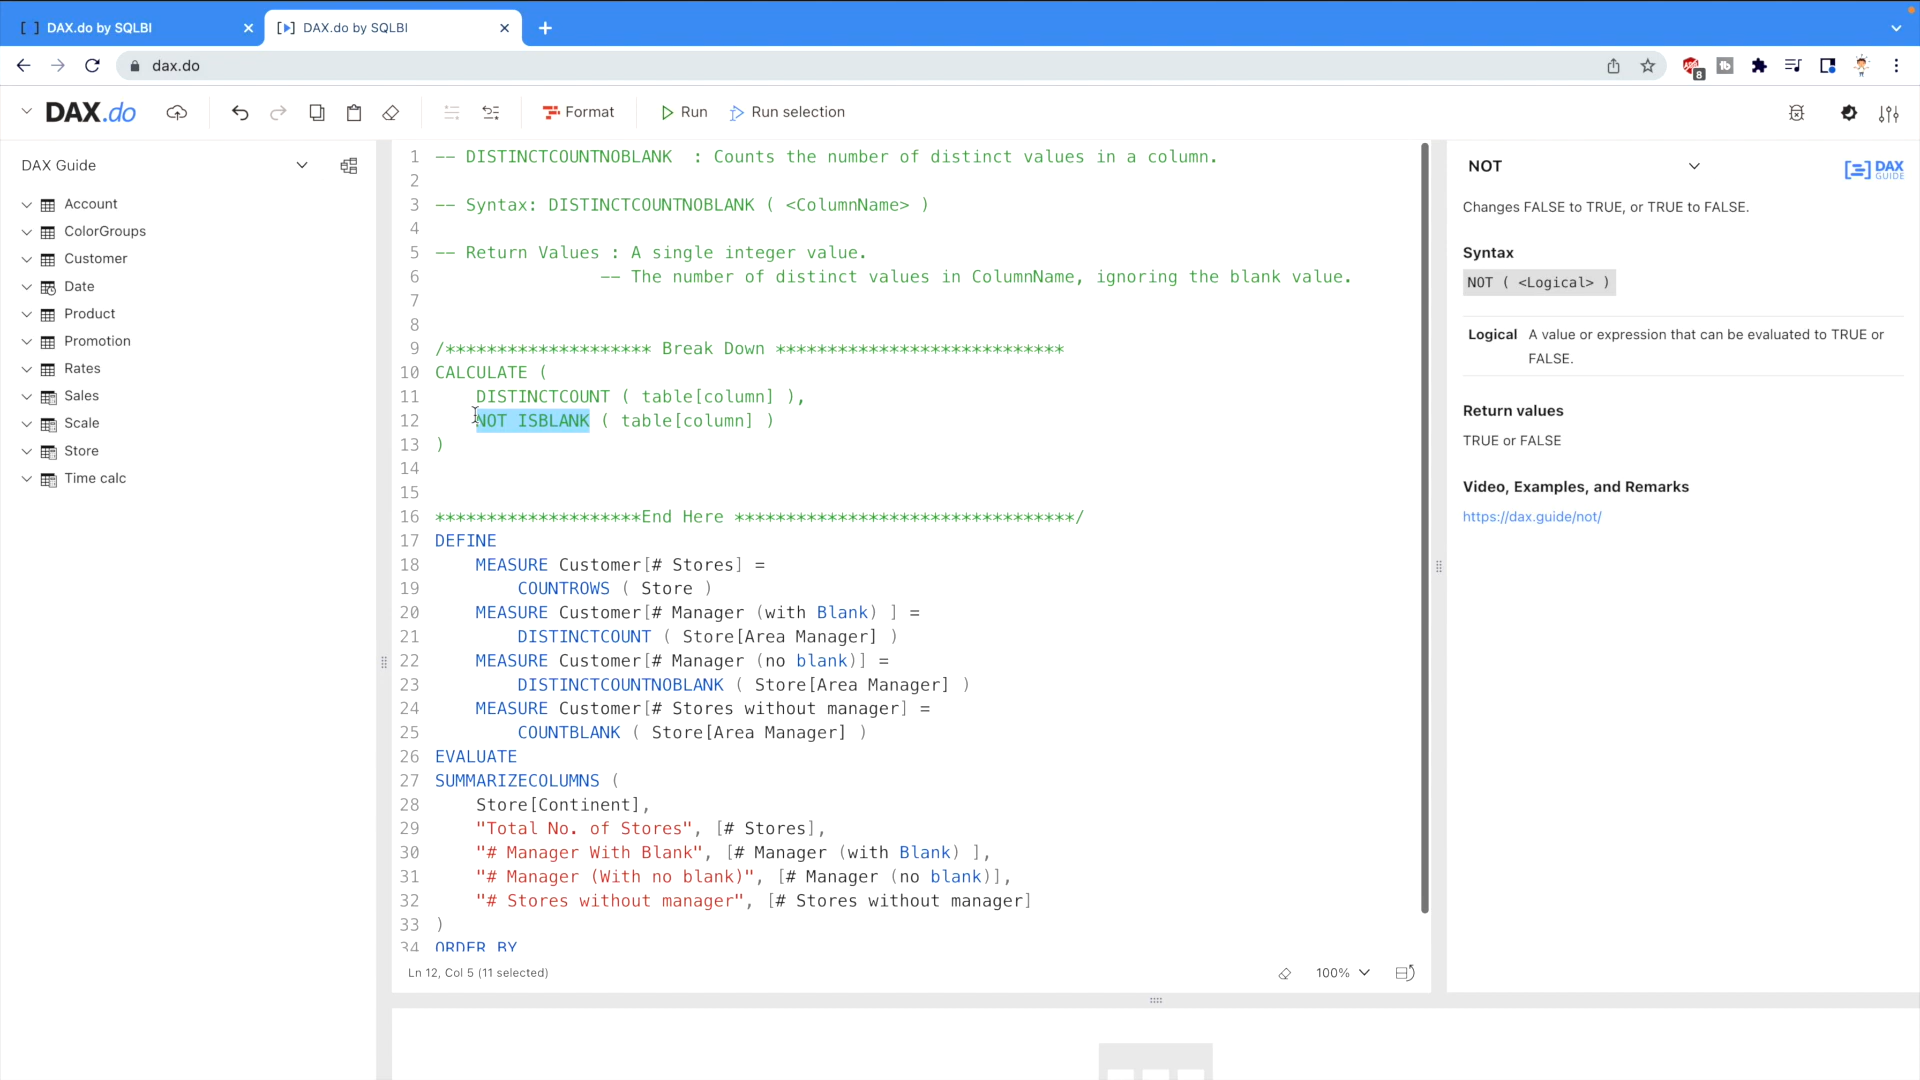 DAX.do by SQLBI
DAX.do by SQLBI
dax.do
8
DAX.do
Format
Run
Run selection
DAX Guide
Account
ColorGroups
Customer
Date
Product
Promotion
Rates
Sales
Scale
Store
Time calc
1 -- DISTINCTCOUNTNOBLANK : Counts the number of distinct values in a column.
2
3 -- Syntax: DISTINCTCOUNTNOBLANK ( <ColumnName> )
4
5 -- Return Values : A single integer value.
6 -- The number of distinct values in ColumnName, ignoring the blank value.
7
8
9 /******************** Break Down ****************************
10 CALCULATE (
11 DISTINCTCOUNT ( table[column] ),
12 NOT ISBLANK ( table[column] )
13 )
14
15
16 ********************End Here *********************************/
17 DEFINE
18 MEASURE Customer[# Stores] =
19 COUNTROWS ( Store )
20 MEASURE Customer[# Manager (with Blank) ] =
21 DISTINCTCOUNT ( Store[Area Manager] )
22 MEASURE Customer[# Manager (no blank)] =
23 DISTINCTCOUNTNOBLANK ( Store[Area Manager] )
24 MEASURE Customer[# Stores without manager] =
25 COUNTBLANK ( Store[Area Manager] )
26 EVALUATE
27 SUMMARIZECOLUMNS (
28 Store[Continent],
29 "Total No. of Stores", [# Stores],
30 "# Manager With Blank", [# Manager (with Blank) ],
31 "# Manager (With no blank)", [# Manager (no blank)],
32 "# Stores without manager", [# Stores without manager]
33 )
34 ORDER BY
Ln 12, Col 5 (11 selected)
100%
NOT
DAX GUIDE
Changes FALSE to TRUE, or TRUE to FALSE.
Syntax
NOT ( <Logical> )
Logical A value or expression that can be evaluated to TRUE or
FALSE.
Return values
TRUE or FALSE
Video, Examples, and Remarks
https://dax.guide/not/